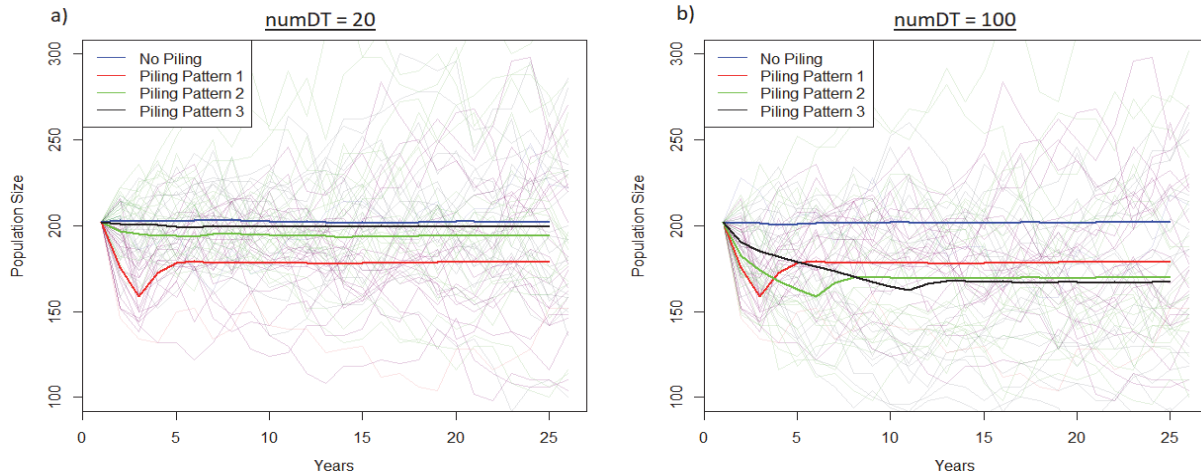 a)
numDT = 20
No Piling
Piling Pattern 1
Piling Pattern 2
Piling Pattern 3
300
250
200
150
100
Population Size
0 5 10 15 20 25
Years
b)
numDT = 100
No Piling
Piling Pattern 1
Piling Pattern 2
Piling Pattern 3
300
250
200
150
100
Population Size
0 5 10 15 20 25
Years